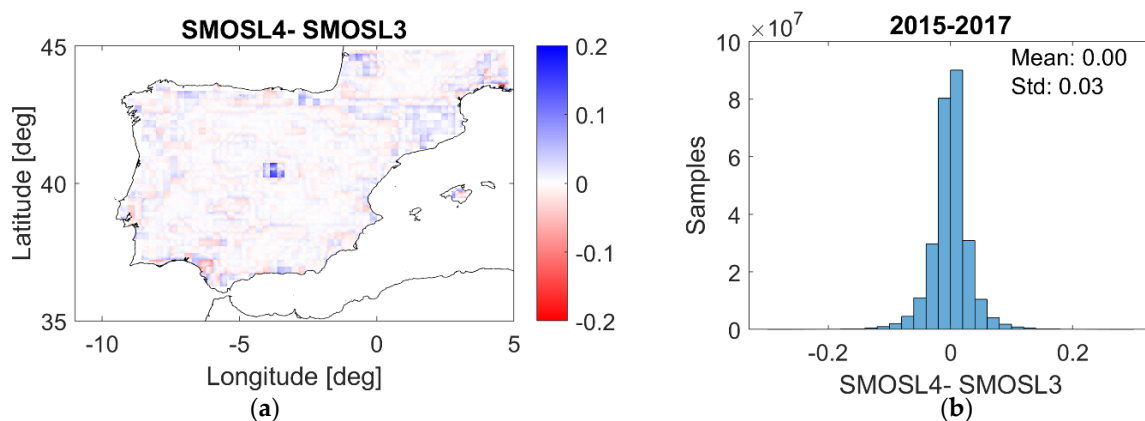 SMOSL4- SMOSL3
45
40
35
Latitude [deg]
-10
-5
0
5
Longitude [deg]
0.2
0.1
0
-0.1
-0.2
(a)
×10⁷
2015-2017
Mean: 0.00
Std: 0.03
10
8
6
4
2
0
Samples
-0.2
0
0.2
SMOSL4- SMOSL3
(b)